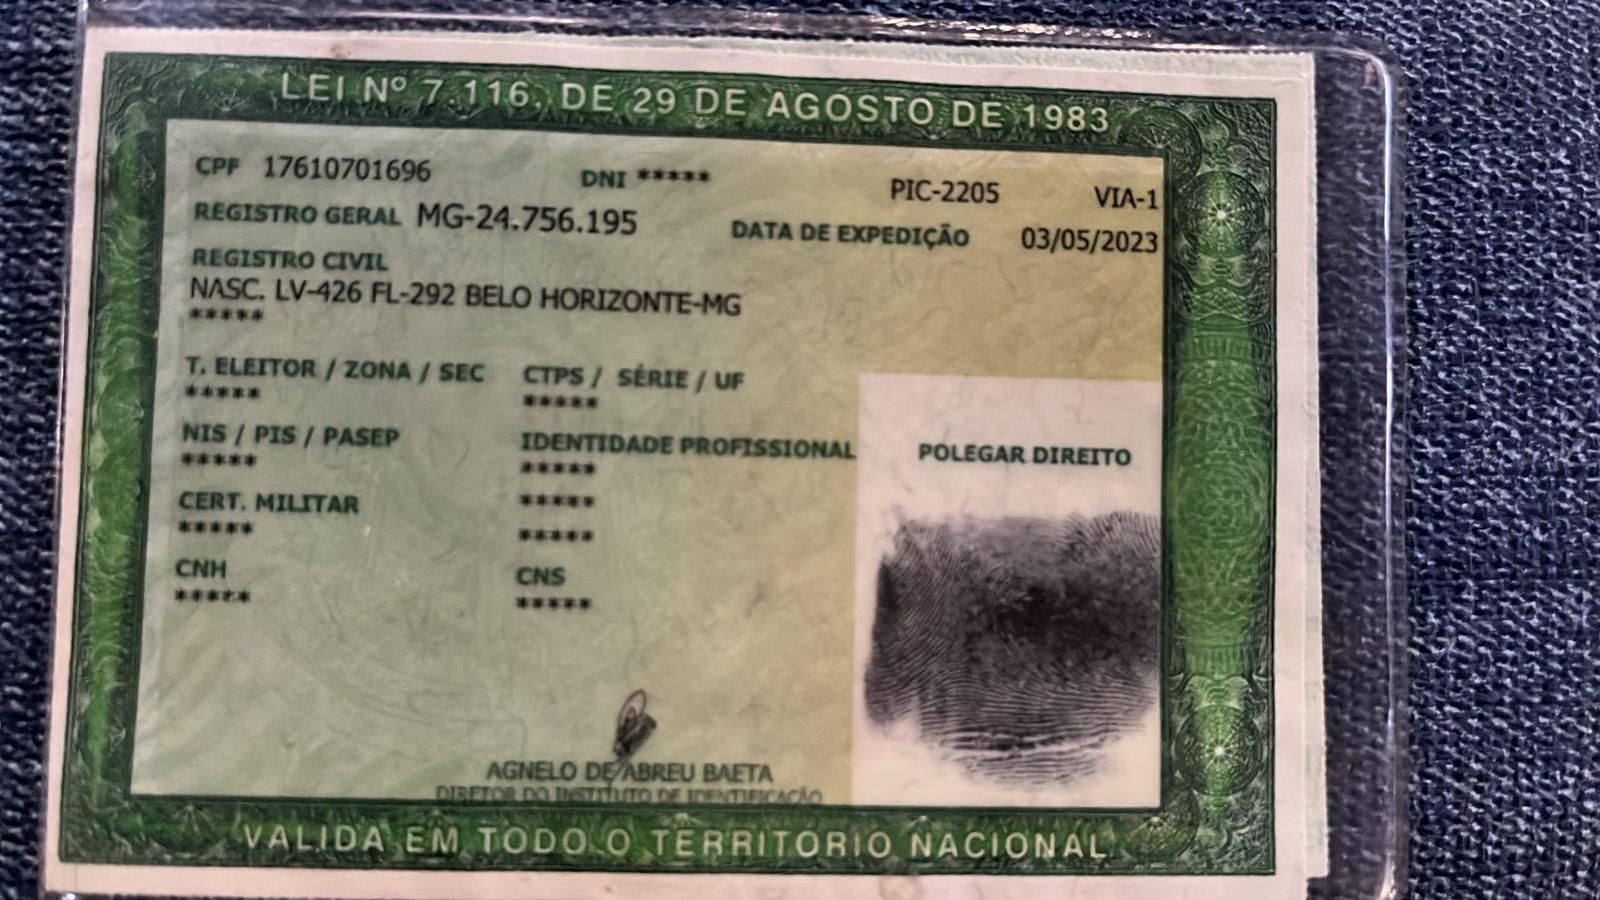 LEI Nº 7.116, DE 29 DE AGOSTO DE 1983
CPF 17610701696 DNI ***** PIC-2205 VIA-1
REGISTRO GERAL MG-24.756.195 DATA DE EXPEDIÇÃO 03/05/2023
REGISTRO CIVIL
NASC. LV-426 FL-292 BELO HORIZONTE-MG
*****
T. ELEITOR / ZONA / SEC CTPS / SÉRIE / UF
***** *****
NIS / PIS / PASEP IDENTIDADE PROFISSIONAL POLEGAR DIREITO
***** *****
CERT. MILITAR *****
***** *****
CNH CNS
***** *****
AGNELO DE ABREU BAETA
DIRETOR DO INSTITUTO DE IDENTIFICAÇÃO
VALIDA EM TODO O TERRITORIO NACIONAL